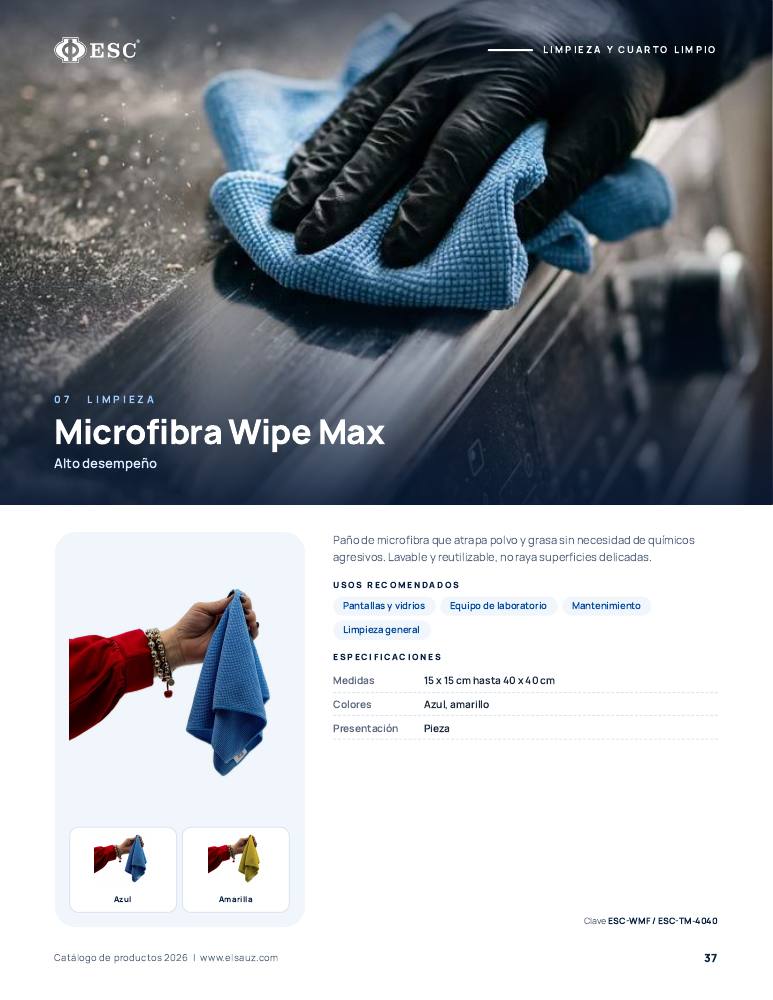 ESC
LIMPIEZA Y CUARTO LIMPIO
07 LIMPIEZA
Microfibra Wipe Max
Alto desempeño
Paño de microfibra que atrapa polvo y grasa sin necesidad de químicos
agresivos. Lavable y reutilizable, no raya superficies delicadas.
USOS RECOMENDADOS
Pantallas y vidrios Equipo de laboratorio Mantenimiento
Limpieza general
ESPECIFICACIONES
Medidas 15 x 15 cm hasta 40 x 40 cm
Colores Azul, amarillo
Presentación Pieza
Azul Amarilla
Clave ESC-WMF / ESC-TM-4040
Catálogo de productos 2026 | www.elsauz.com 37